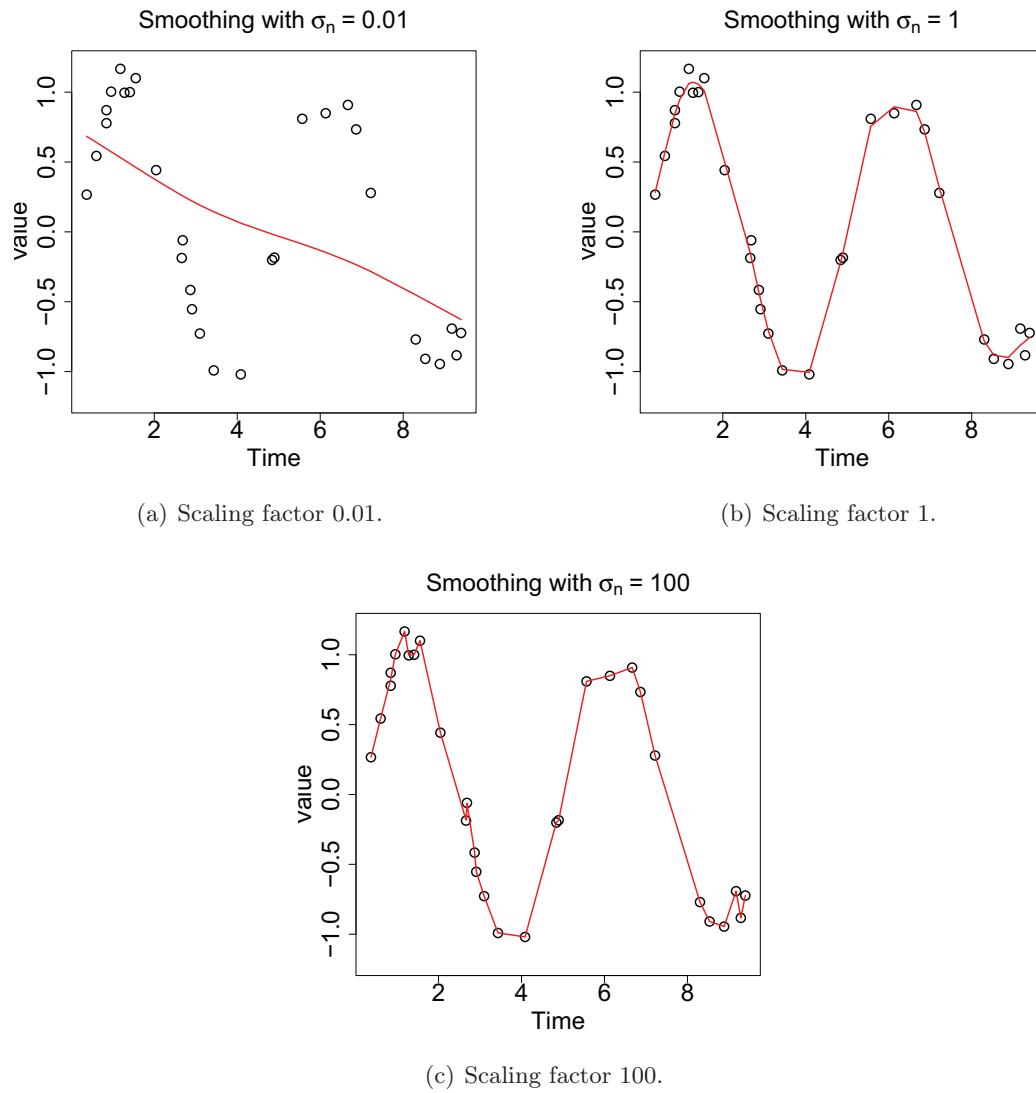 Smoothing with σn = 0.01
value
1.0
0.5
0.0
−0.5
−1.0
2 4 6 8
Time
(a) Scaling factor 0.01.
Smoothing with σn = 1
value
1.0
0.5
0.0
−0.5
−1.0
2 4 6 8
Time
(b) Scaling factor 1.
Smoothing with σn = 100
value
1.0
0.5
0.0
−0.5
−1.0
2 4 6 8
Time
(c) Scaling factor 100.